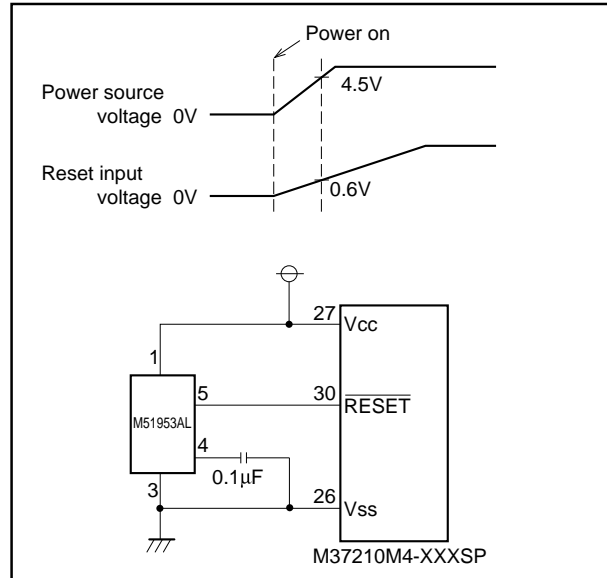 Power on
4.5V
Power source
voltage 0V
Reset input
voltage 0V
0.6V
27
Vcc
1
5
30
RESET
M51953AL
4
0.1μF
3
26
Vss
M37210M4-XXXSP